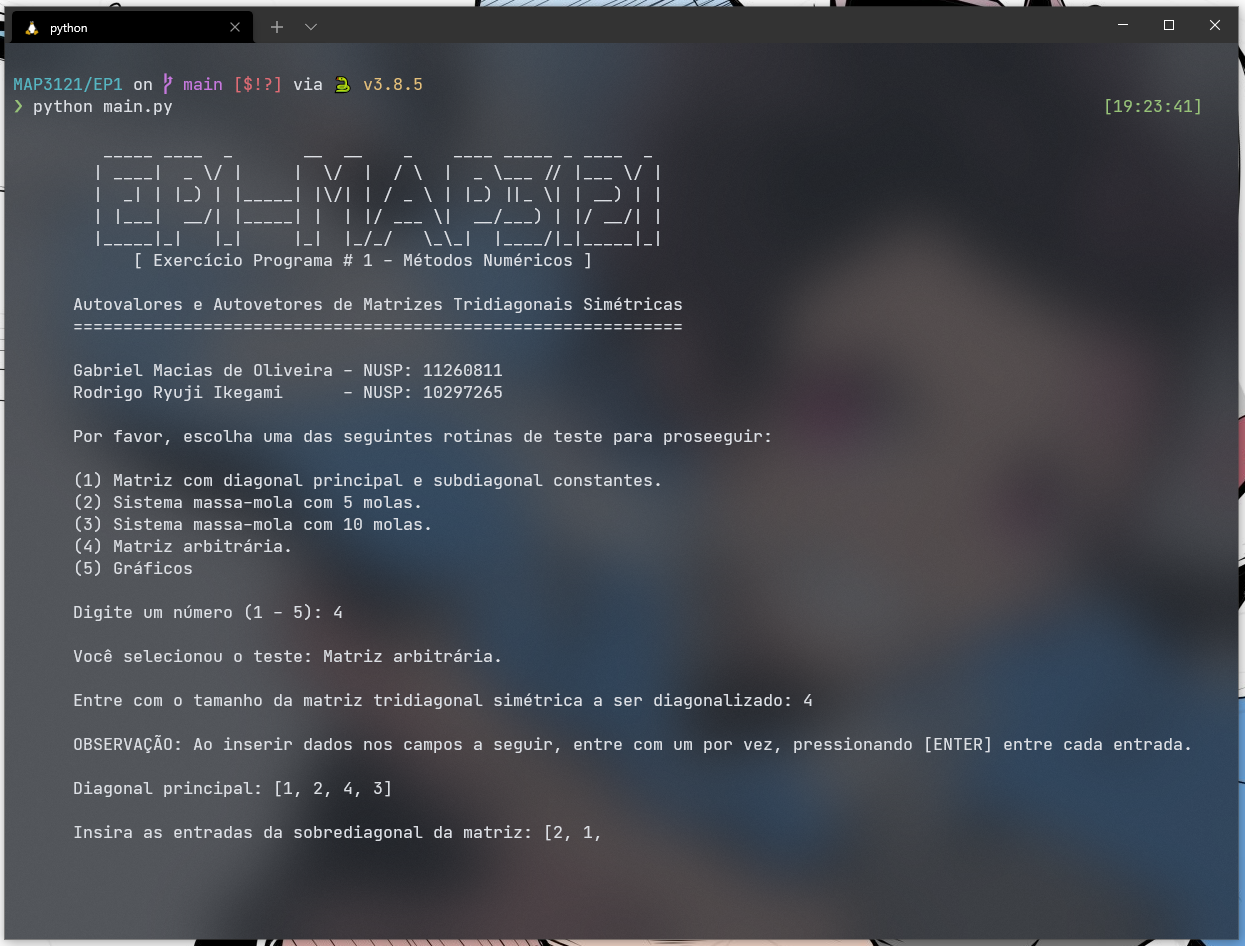 python
MAP3121/EP1 on main [$!?] via v3.8.5
❯ python main.py [19:23:41]
[ Exercício Programa # 1 - Métodos Numéricos ]
Autovalores e Autovetores de Matrizes Tridiagonais Simétricas
=============================================================
Gabriel Macias de Oliveira - NUSP: 11260811
Rodrigo Ryuji Ikegami      - NUSP: 10297265
Por favor, escolha uma das seguintes rotinas de teste para proseeguir:
(1) Matriz com diagonal principal e subdiagonal constantes.
(2) Sistema massa-mola com 5 molas.
(3) Sistema massa-mola com 10 molas.
(4) Matriz arbitrária.
(5) Gráficos
Digite um número (1 - 5): 4
Você selecionou o teste: Matriz arbitrária.
Entre com o tamanho da matriz tridiagonal simétrica a ser diagonalizado: 4
OBSERVAÇÃO: Ao inserir dados nos campos a seguir, entre com um por vez, pressionando [ENTER] entre cada entrada.
Diagonal principal: [1, 2, 4, 3]
Insira as entradas da sobrediagonal da matriz: [2, 1,